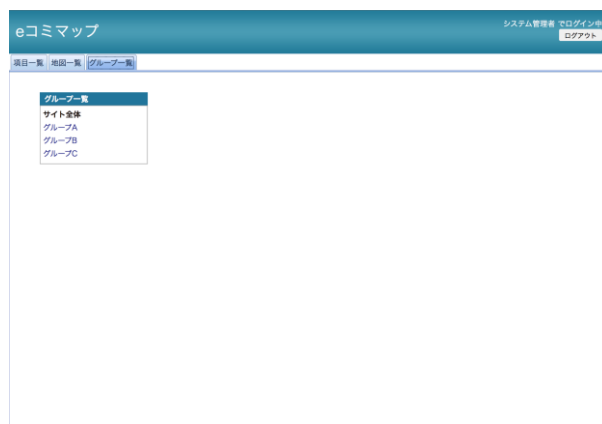 eコミマップ
システム管理者 でログイン中
ログアウト
項目一覧 地図一覧 グループ一覧
グループ一覧
サイト全体
グループA
グループB
グループC